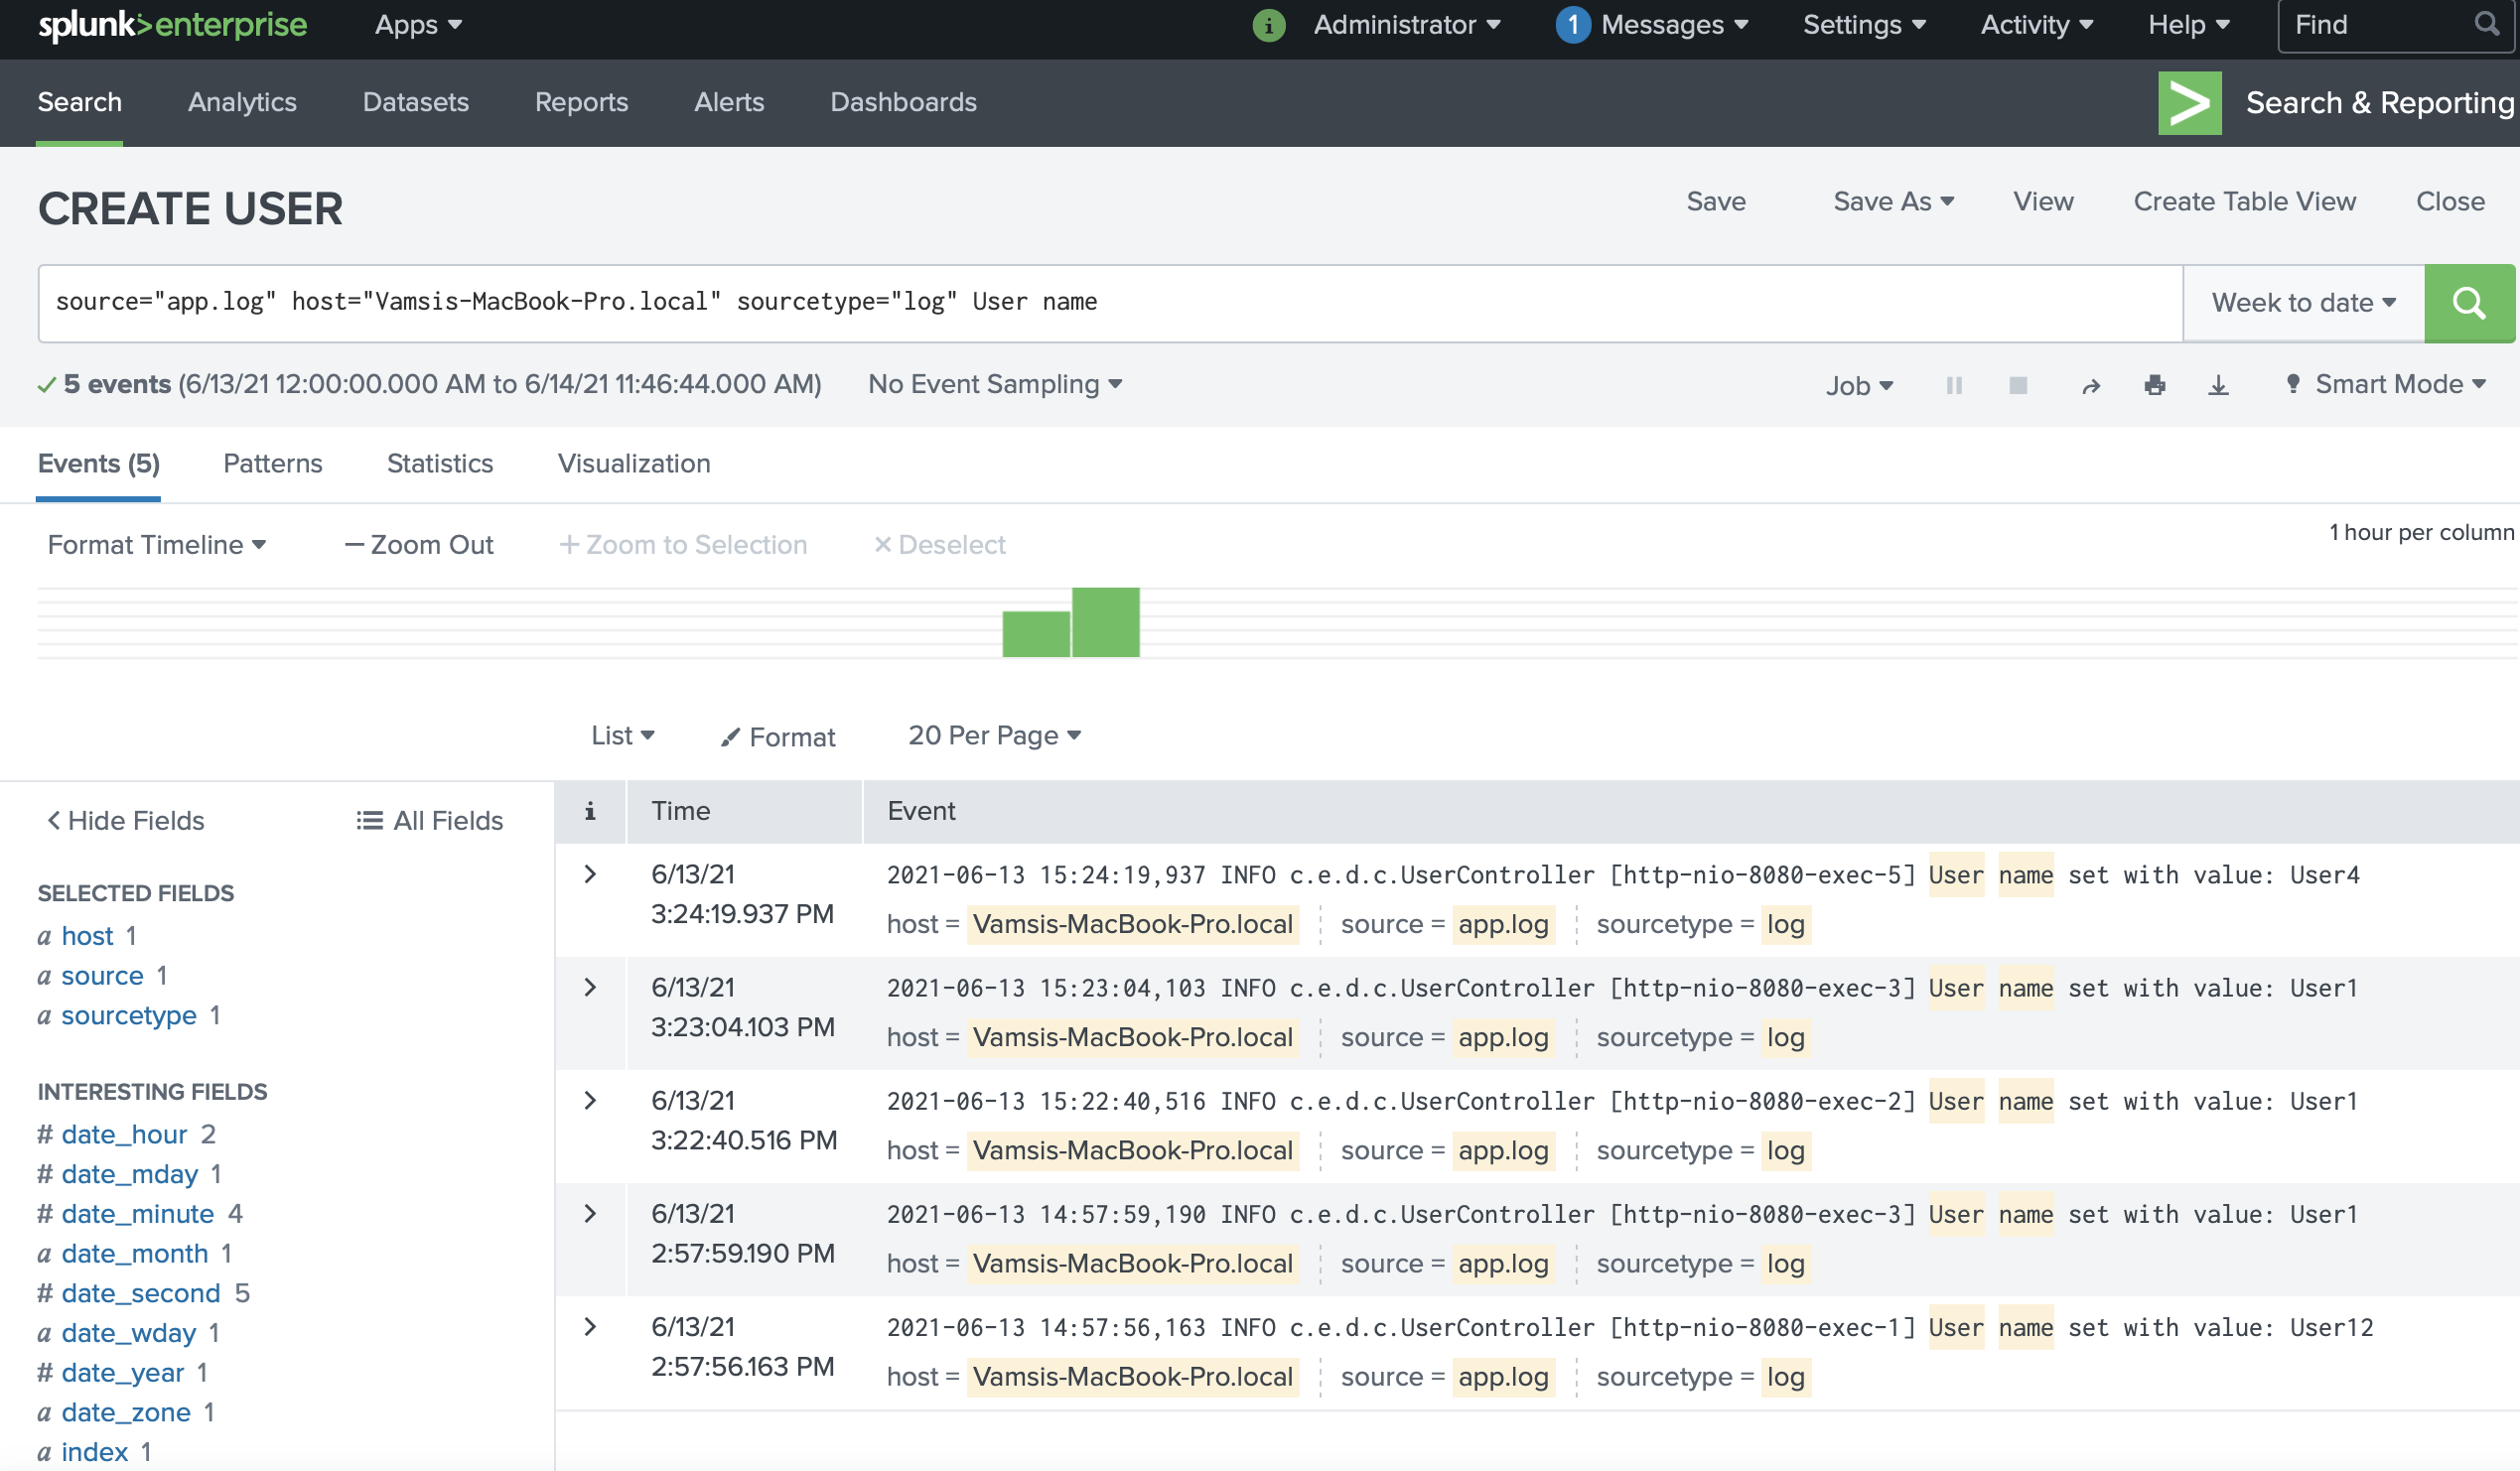 splunk>enterprise Apps i Administrator 1 Messages Settings Activity Help Find
Search Analytics Datasets Reports Alerts Dashboards > Search & Reporting
CREATE USER Save Save As View Create Table View Close
source="app.log" host="Vamsis-MacBook-Pro.local" sourcetype="log" User name Week to date
5 events (6/13/21 12:00:00.000 AM to 6/14/21 11:46:44.000 AM) No Event Sampling Job Smart Mode
Events (5) Patterns Statistics Visualization
Format Timeline — Zoom Out + Zoom to Selection × Deselect 1 hour per column
List Format 20 Per Page
< Hide Fields All Fields
SELECTED FIELDS
a host 1
a source 1
a sourcetype 1
INTERESTING FIELDS
# date_hour 2
# date_mday 1
# date_minute 4
a date_month 1
# date_second 5
a date_wday 1
# date_year 1
a date_zone 1
a index 1
i Time Event
> 6/13/21 2021-06-13 15:24:19,937 INFO c.e.d.c.UserController [http-nio-8080-exec-5] User name set with value: User4
3:24:19.937 PM host = Vamsis-MacBook-Pro.local source = app.log sourcetype = log
> 6/13/21 2021-06-13 15:23:04,103 INFO c.e.d.c.UserController [http-nio-8080-exec-3] User name set with value: User1
3:23:04.103 PM host = Vamsis-MacBook-Pro.local source = app.log sourcetype = log
> 6/13/21 2021-06-13 15:22:40,516 INFO c.e.d.c.UserController [http-nio-8080-exec-2] User name set with value: User1
3:22:40.516 PM host = Vamsis-MacBook-Pro.local source = app.log sourcetype = log
> 6/13/21 2021-06-13 14:57:59,190 INFO c.e.d.c.UserController [http-nio-8080-exec-3] User name set with value: User1
2:57:59.190 PM host = Vamsis-MacBook-Pro.local source = app.log sourcetype = log
> 6/13/21 2021-06-13 14:57:56,163 INFO c.e.d.c.UserController [http-nio-8080-exec-1] User name set with value: User12
2:57:56.163 PM host = Vamsis-MacBook-Pro.local source = app.log sourcetype = log